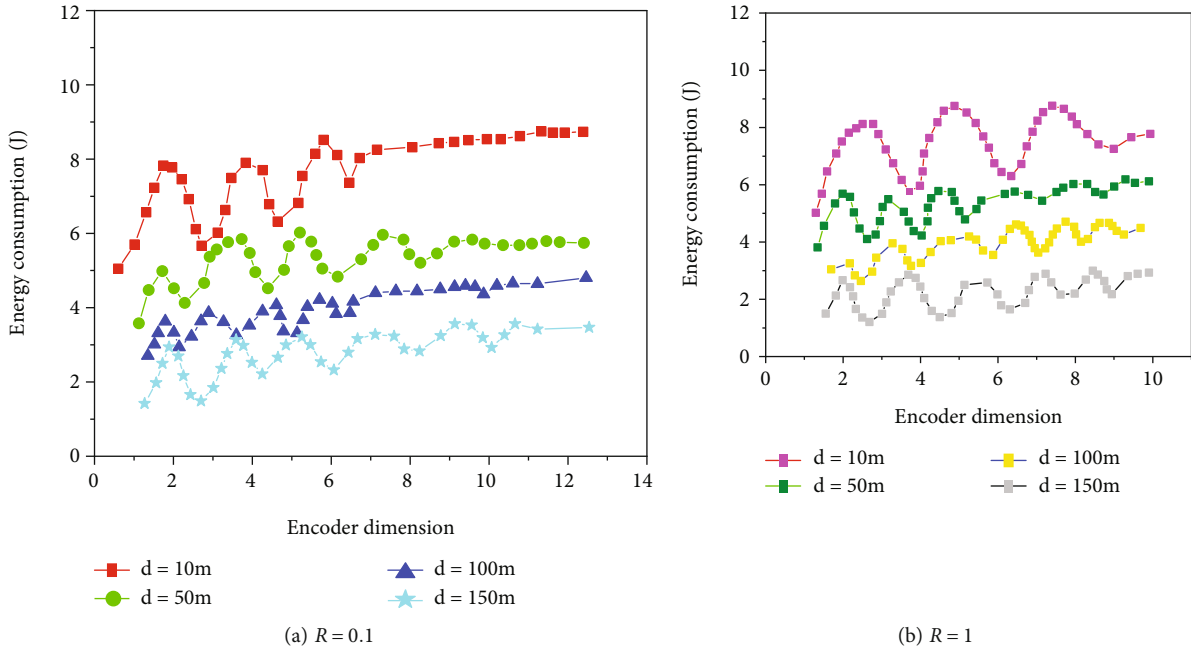 12
10
8
6
4
2
0
Energy consumption (J)
0 2 4 6 8 10 12 14
Encoder dimension
d = 10m
d = 50m
d = 100m
d = 150m
(a) R = 0.1
12
10
8
6
4
2
0
Energy consumption (J)
0 2 4 6 8 10
Encoder dimension
d = 10m
d = 50m
d = 100m
d = 150m
(b) R = 1